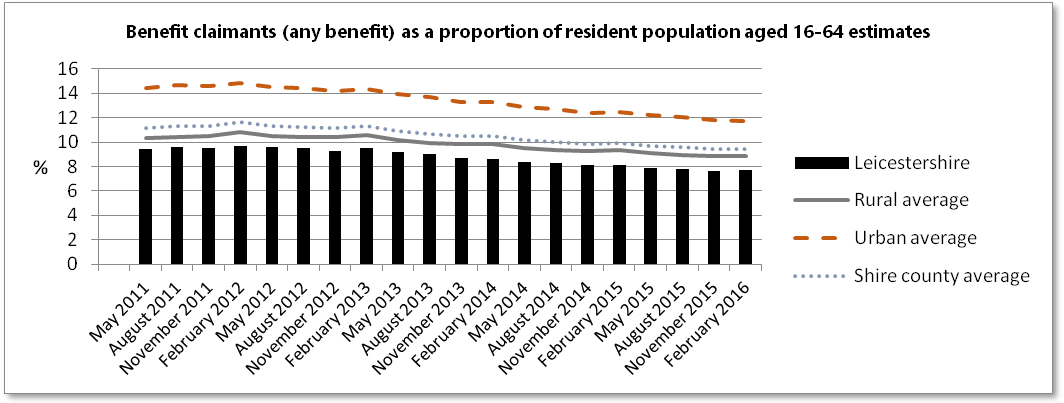 Benefit claimants (any benefit) as a proportion of resident population aged 16-64 estimates
16
14
12
10
8
6
4
2
0
%
May 2011
August 2011
November 2011
February 2012
May 2012
August 2012
November 2012
February 2013
May 2013
August 2013
November 2013
February 2014
May 2014
August 2014
November 2014
February 2015
May 2015
August 2015
November 2015
February 2016
Leicestershire
Rural average
Urban average
Shire county average